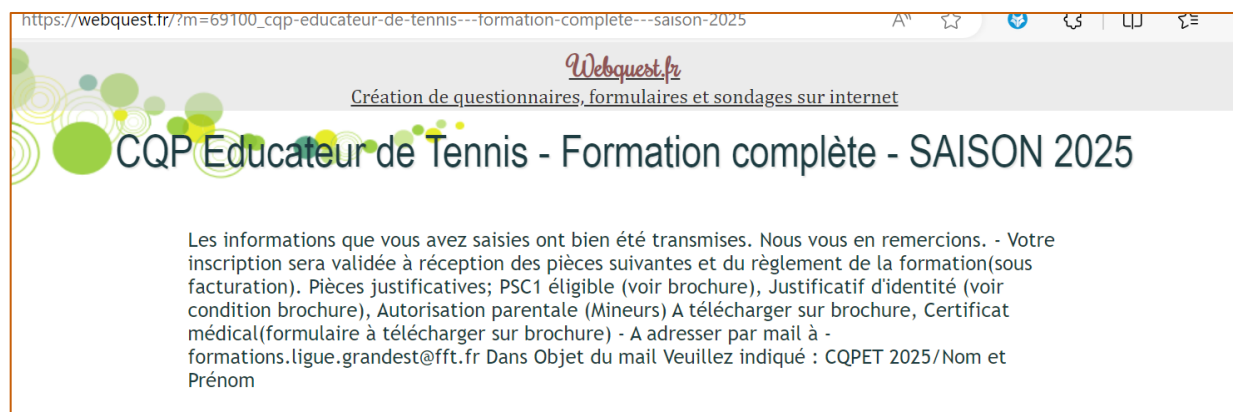 https://webquest.fr/?m=69100_cqp-educateur-de-tennis---formation-complete---saison-2025
Webquest.fr
Création de questionnaires, formulaires et sondages sur internet
CQP Educateur de Tennis - Formation complète - SAISON 2025
Les informations que vous avez saisies ont bien été transmises. Nous vous en remercions. - Votre
inscription sera validée à réception des pièces suivantes et du règlement de la formation(sous
facturation). Pièces justificatives; PSC1 éligible (voir brochure), Justificatif d'identité (voir
condition brochure), Autorisation parentale (Mineurs) A télécharger sur brochure, Certificat
médical(formulaire à télécharger sur brochure) - A adresser par mail à -
formations.ligue.grandest@fft.fr Dans Objet du mail Veuillez indiqué : CQPET 2025/Nom et
Prénom